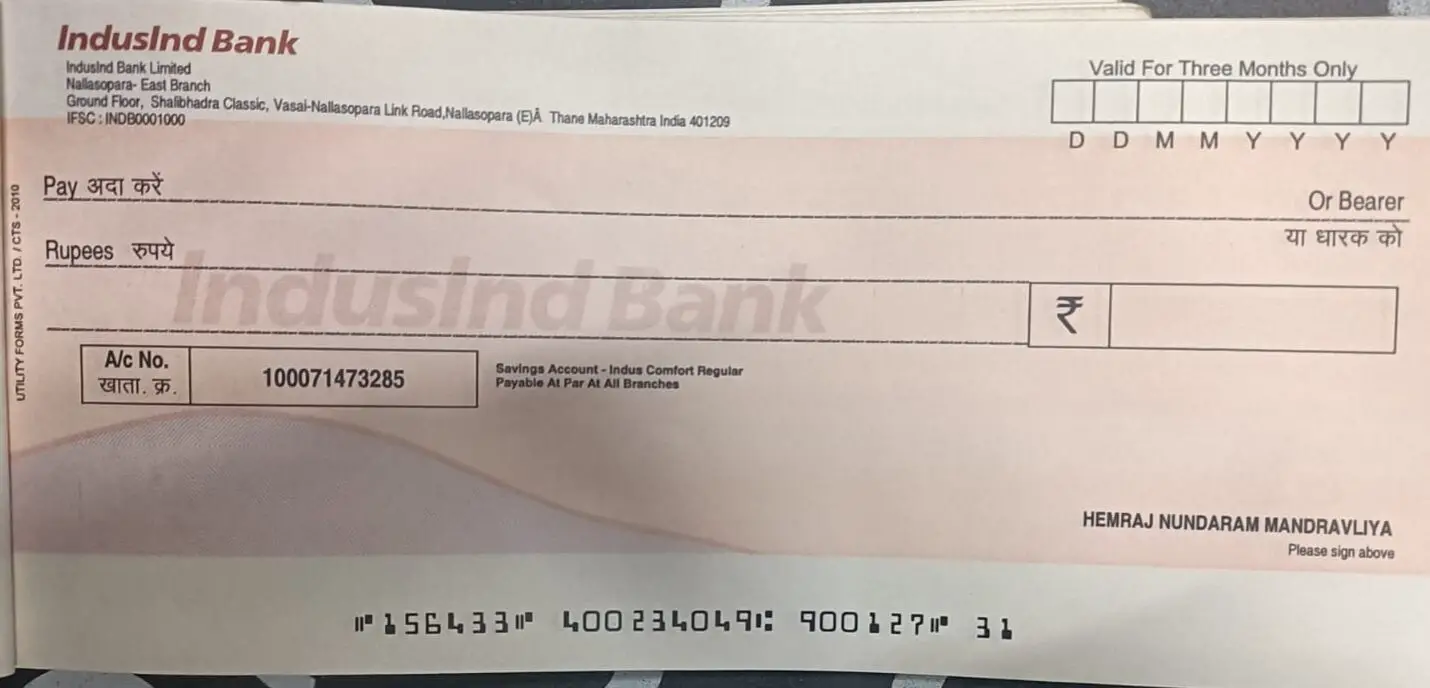 IndusInd Bank
IndusInd Bank Limited
Nallasopara- East Branch
Ground Floor, Shalibhadra Classic, Vasai-Nallasopara Link Road,Nallasopara (E)Â Thane Maharashtra India 401209
IFSC : INDB0001000
Valid For Three Months Only
D D M M Y Y Y Y
Pay अदा करें
Or Bearer
या धारक को
Rupees रुपये
IndusInd Bank
₹
A/c No.
खाता. क्र.
100071473285
Savings Account - Indus Comfort Regular
Payable At Par At All Branches
UTILITY FORMS PVT. LTD. / CTS - 2010
HEMRAJ NUNDARAM MANDRAVLIYA
Please sign above
⑈156433⑈ 400234049⑆ 900127⑈ 31